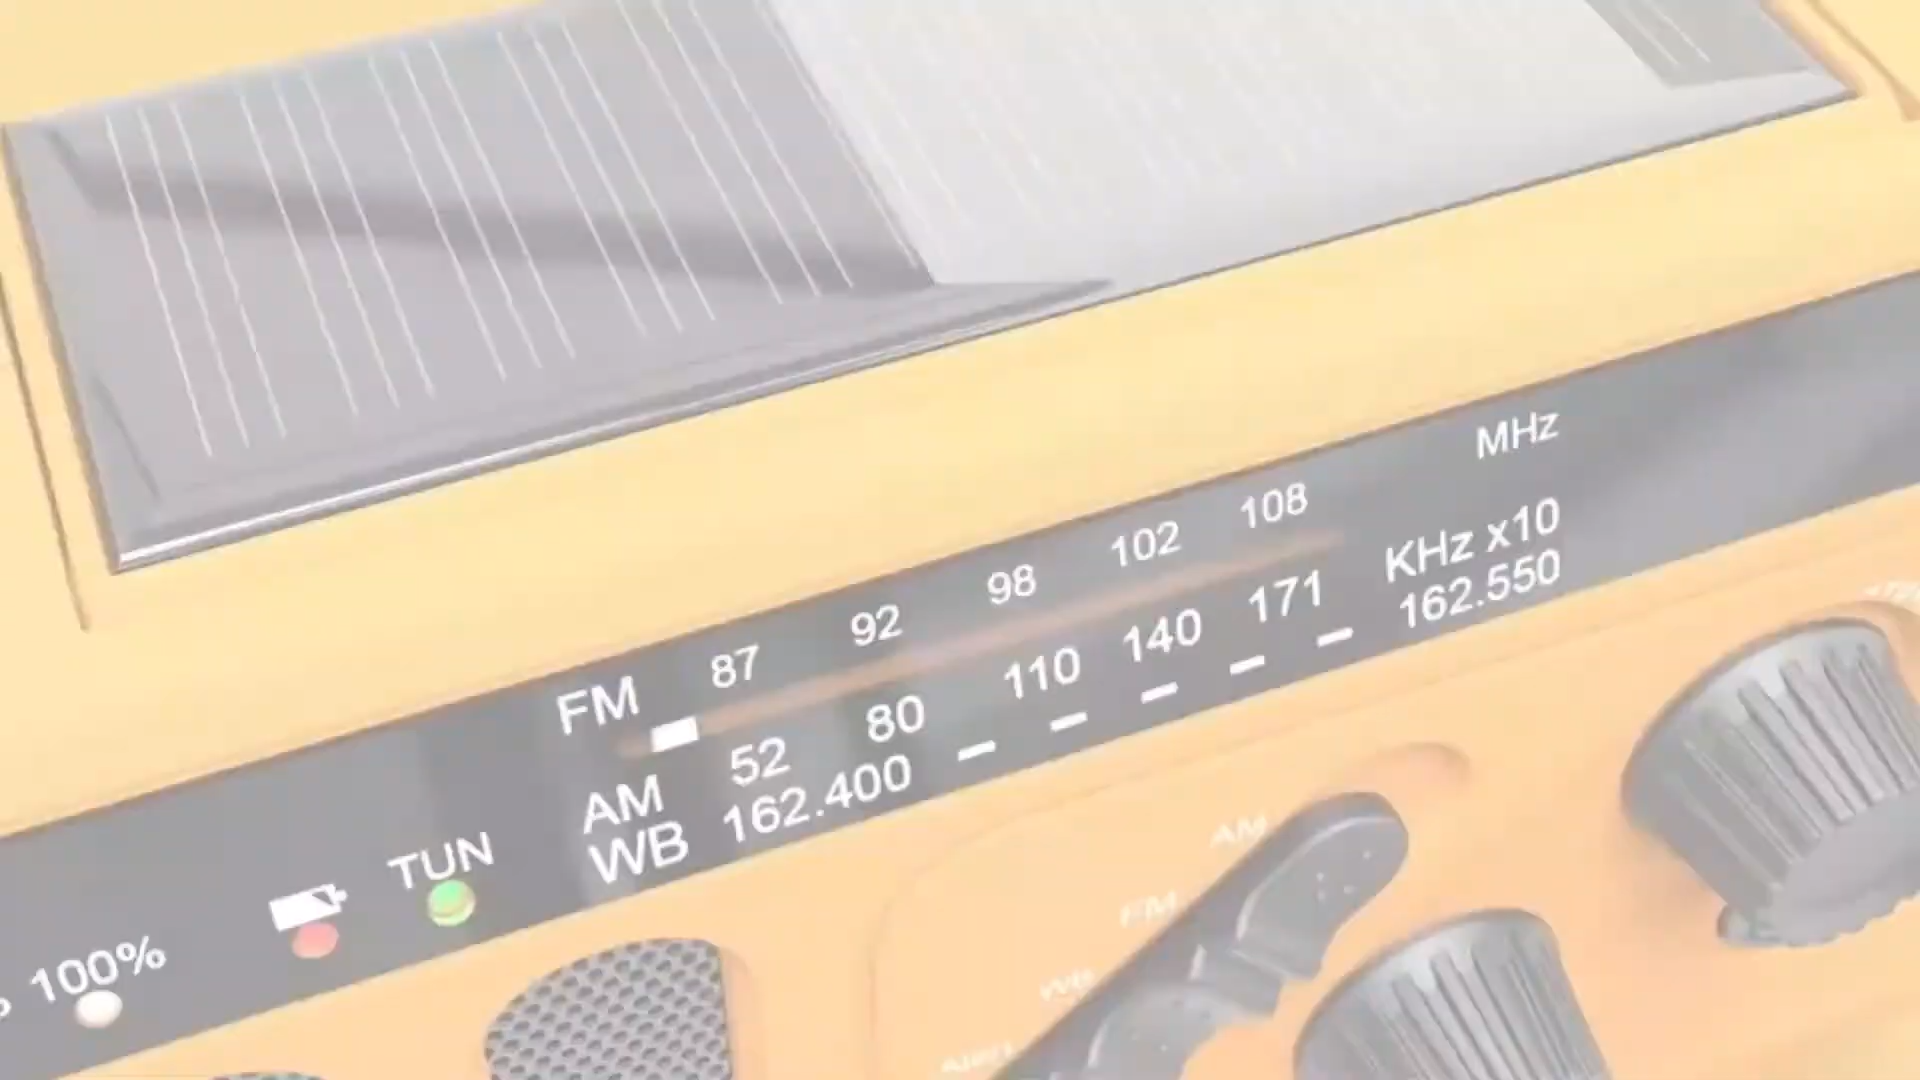 MHz
FM 87 92 98 102 108
KHz x10
AM 52 80 110 140 171
WB 162.400 - - - - - 162.550
TUN
100%
AM
FM
WB
Alert